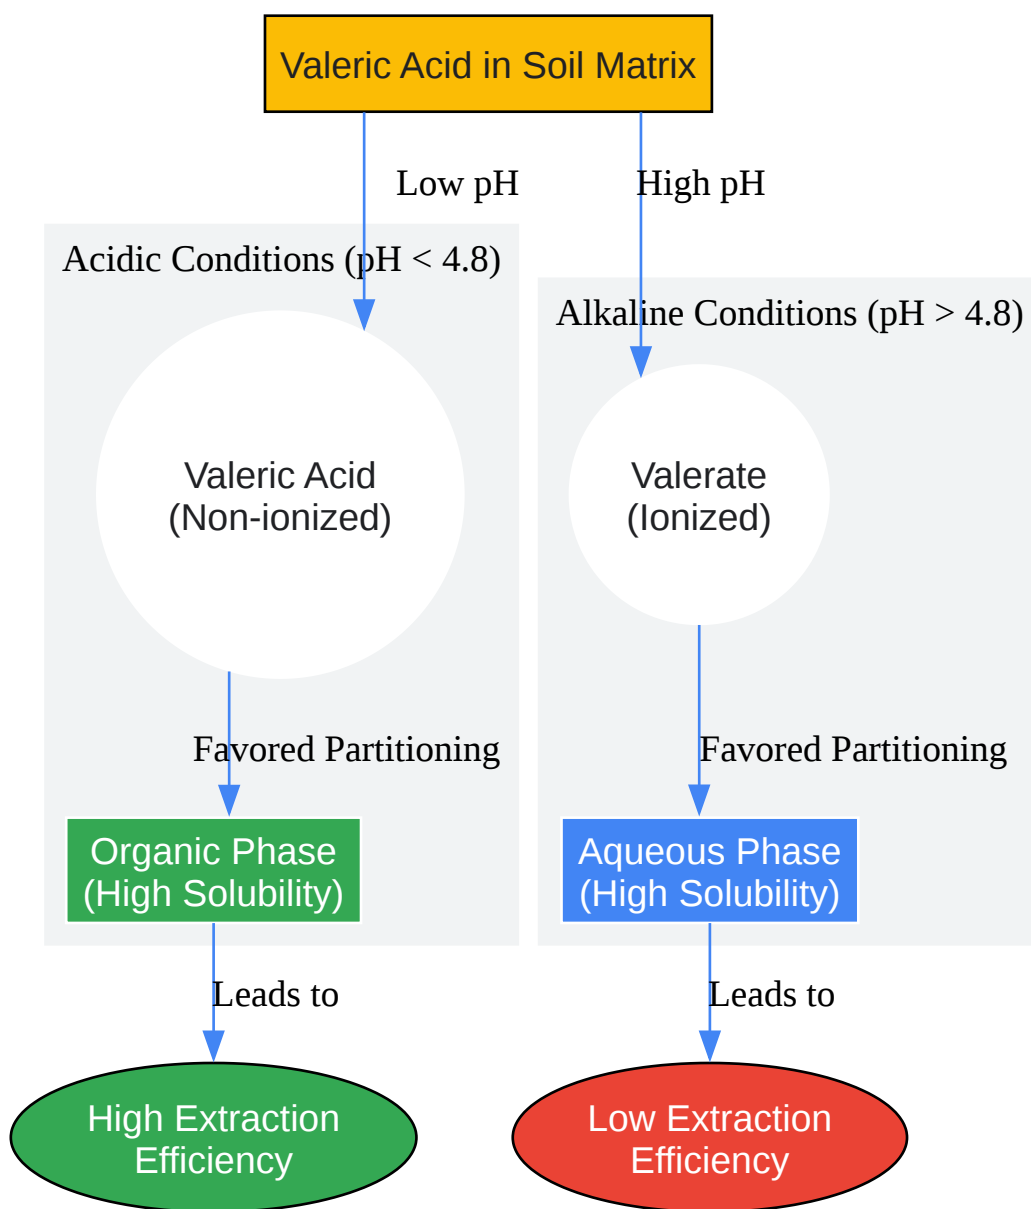 Valeric Acid in Soil Matrix
Low pH
High pH
Acidic Conditions (pH < 4.8)
Alkaline Conditions (pH > 4.8)
Valeric Acid
(Non-ionized)
Valerate
(Ionized)
Favored Partitioning
Favored Partitioning
Organic Phase
(High Solubility)
Aqueous Phase
(High Solubility)
Leads to
Leads to
High Extraction
Efficiency
Low Extraction
Efficiency